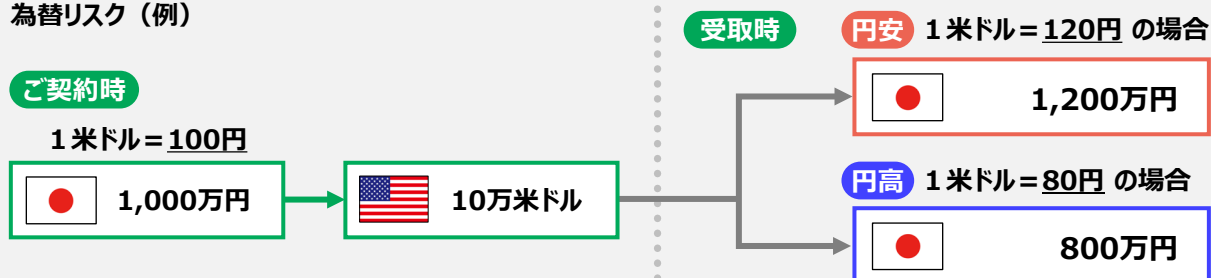 為替リスク（例）
ご契約時
１米ドル＝100円
1,000万円
10万米ドル
受取時
円安 １米ドル＝120円 の場合
1,200万円
円高 １米ドル＝80円 の場合
800万円